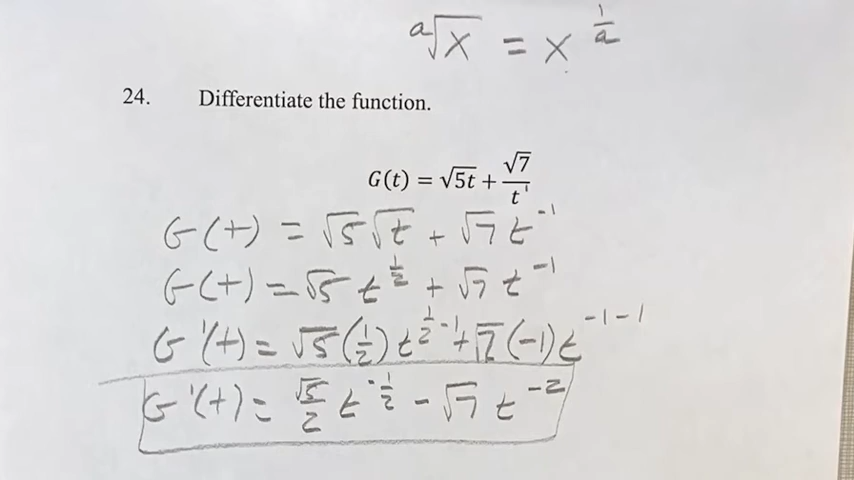 ᵃ√x = x^(1/a)
24. Differentiate the function.
G(t) = √5t + √7/t¹
G(t) = √5√t + √7 t⁻¹
G(t) = √5 t^(1/2) + √7 t⁻¹
G'(t) = √5(1/2)t^(1/2 - 1) + √7(-1)t^(-1-1)
G'(t) = √5/2 t^(-1/2) - √7 t⁻²